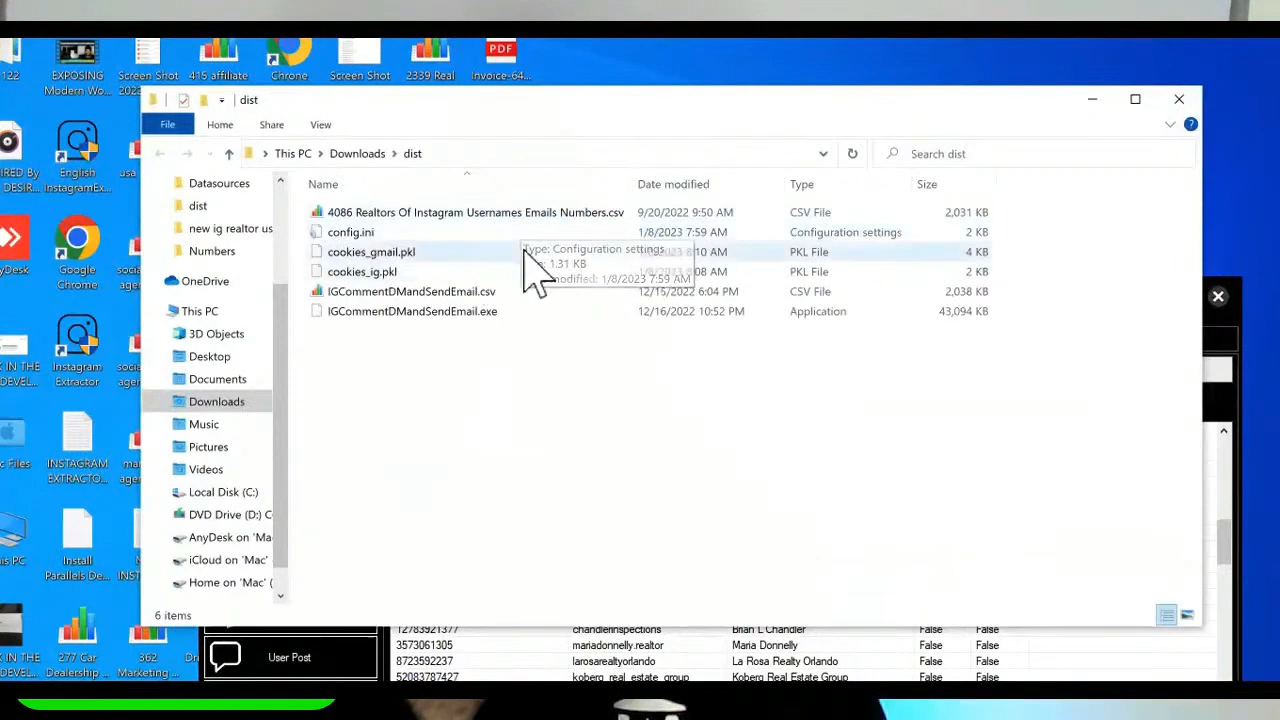 122
EXPOSING
Modern Wo...
Screen Shot
415 affiliate
Chrone
Screen Shot
2339 Real
PDF
Invoice-64...
dist
File
Home
Share
View
This PC
Downloads
dist
Search dist
Name
Date modified
Type
Size
4086 Realtors Of Instagram Usernames Emails Numbers.csv
9/20/2022 9:50 AM
CSV File
2,031 KB
config.ini
1/8/2023 7:59 AM
Configuration settings
2 KB
cookies_gmail.pkl
PKL File
4 KB
cookies_ig.pkl
PKL File
2 KB
IGCommentDMandSendEmail.csv
12/15/2022 6:04 PM
CSV File
2,038 KB
IGCommentDMandSendEmail.exe
12/16/2022 10:52 PM
Application
43,094 KB
Type: Configuration settings
1.31 KB
modified: 1/8/2023 7:59 AM
Datasources
dist
new ig realtor us
Numbers
OneDrive
This PC
3D Objects
Desktop
Documents
Downloads
Music
Pictures
Videos
Local Disk (C:)
DVD Drive (D:) C
AnyDesk on 'Mac
iCloud on 'Mac'
Home on 'Mac' (
6 items
English
InstagramEx...
Google
Chrome
Instagram
Extractor
INSTAGRAM
EXTRACTO...
Install
Parallels De...
277 Car
Dealership ...
362
Marketing ...
User Post
12783921377
chandlerinspections
Brian L Chandler
False
False
3573061305
mariadonnelly.realtor
Maria Donnelly
False
False
8723592237
larosarealtyorlando
La Rosa Realty Orlando
False
False
52083787427
koberg_real_estate_group
Koberg Real Estate Group
False
False